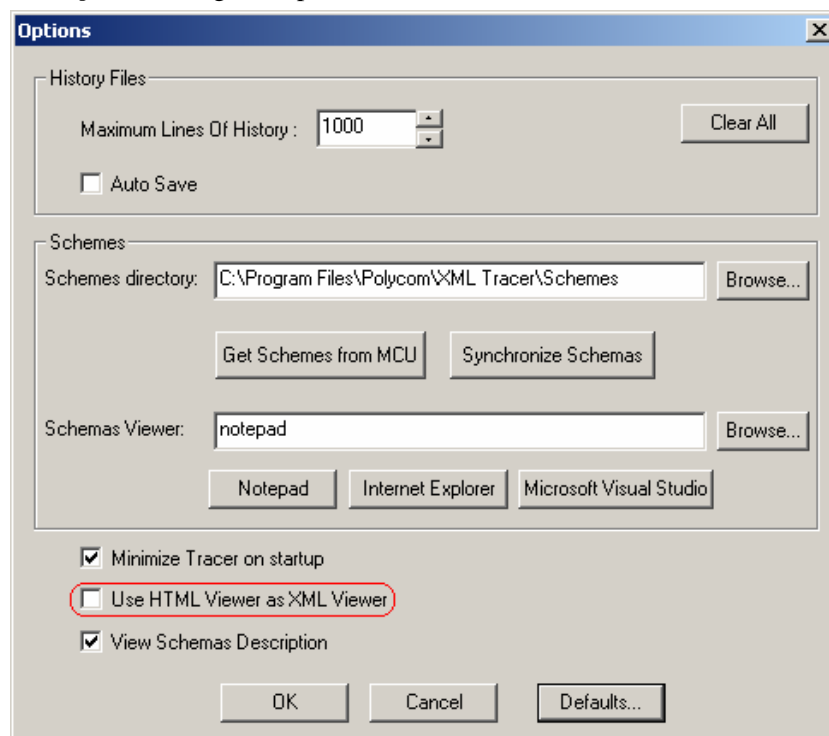 Options
History Files
Maximum Lines Of History : 1000 Clear All
Auto Save
Schemes
Schemes directory: C:\Program Files\Polycom\XML Tracer\Schemes Browse...
Get Schemes from MCU Synchronize Schemas
Schemas Viewer: notepad Browse...
Notepad Internet Explorer Microsoft Visual Studio
Minimize Tracer on startup
Use HTML Viewer as XML Viewer
View Schemas Description
OK Cancel Defaults...